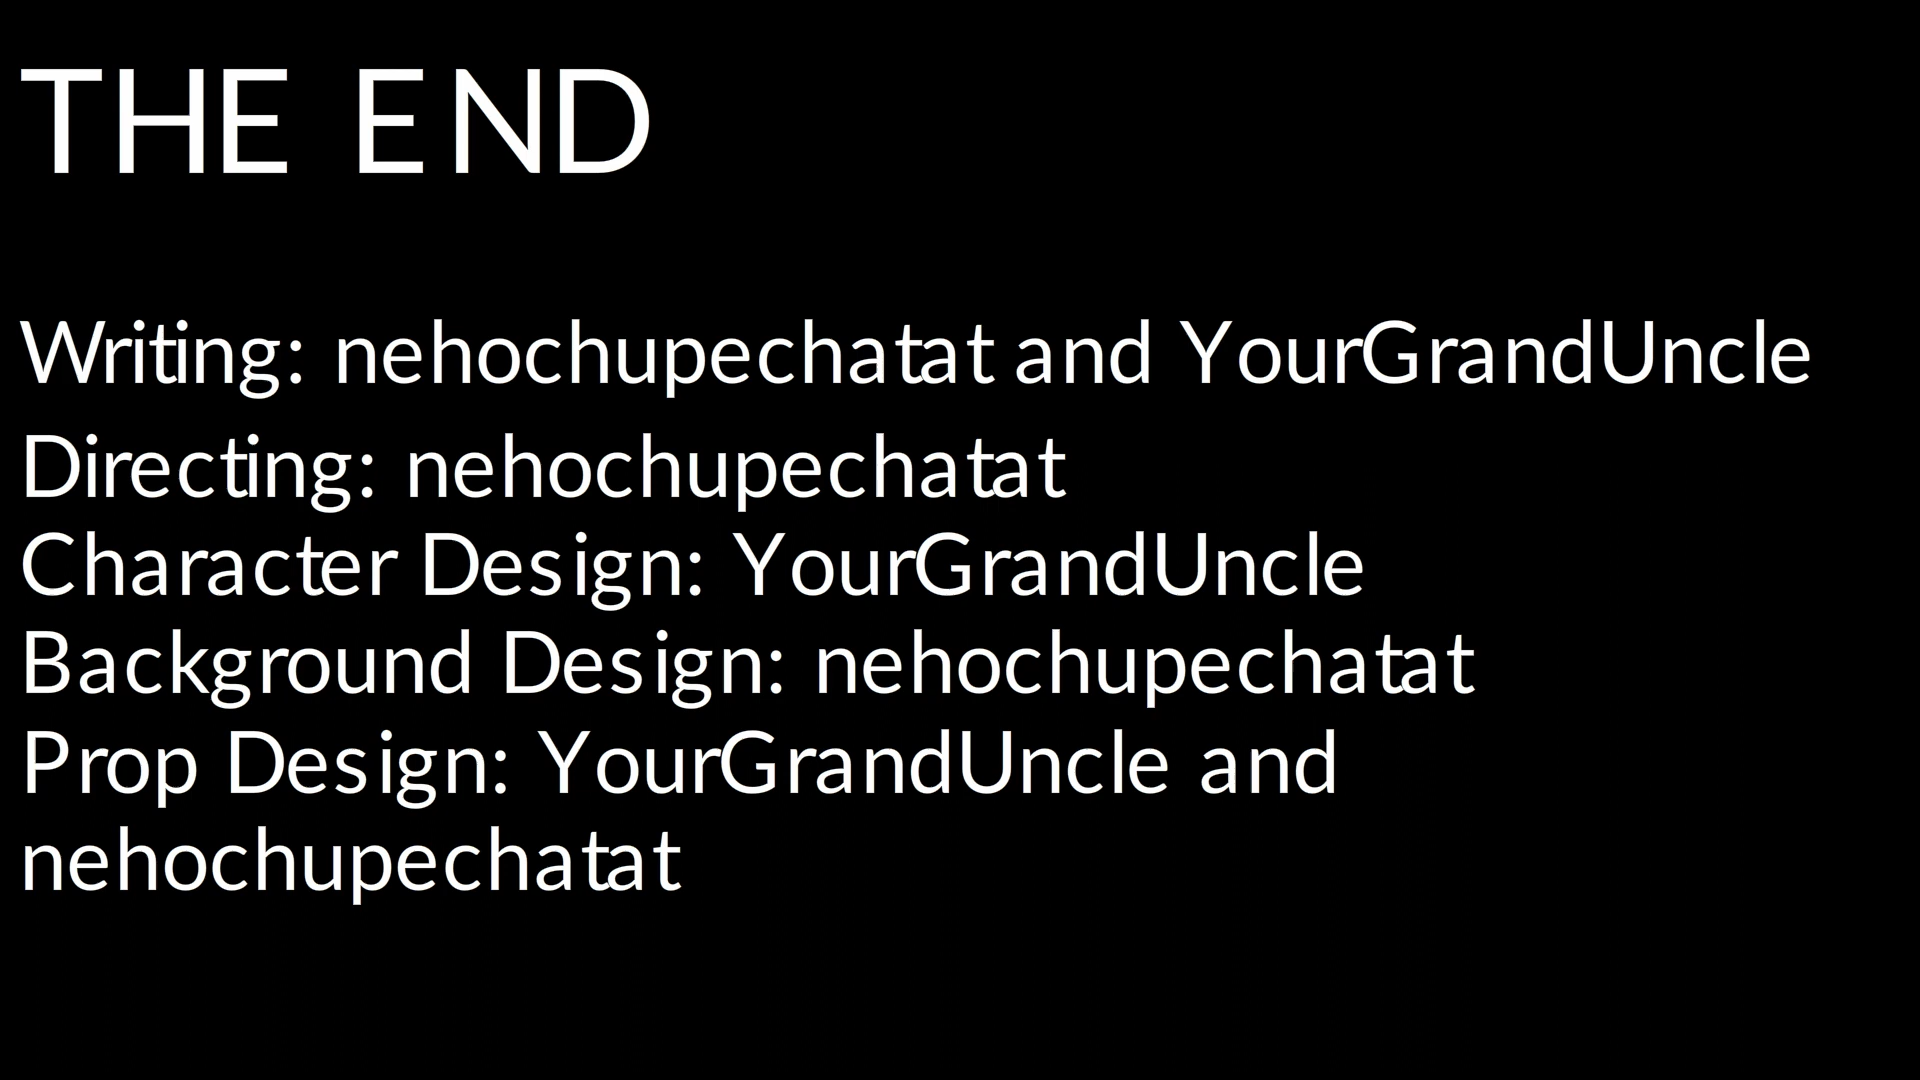 THE END
Writing: nehochupechatat and YourGrandUncle
Directing: nehochupechatat
Character Design: YourGrandUncle
Background Design: nehochupechatat
Prop Design: YourGrandUncle and
nehochupechatat